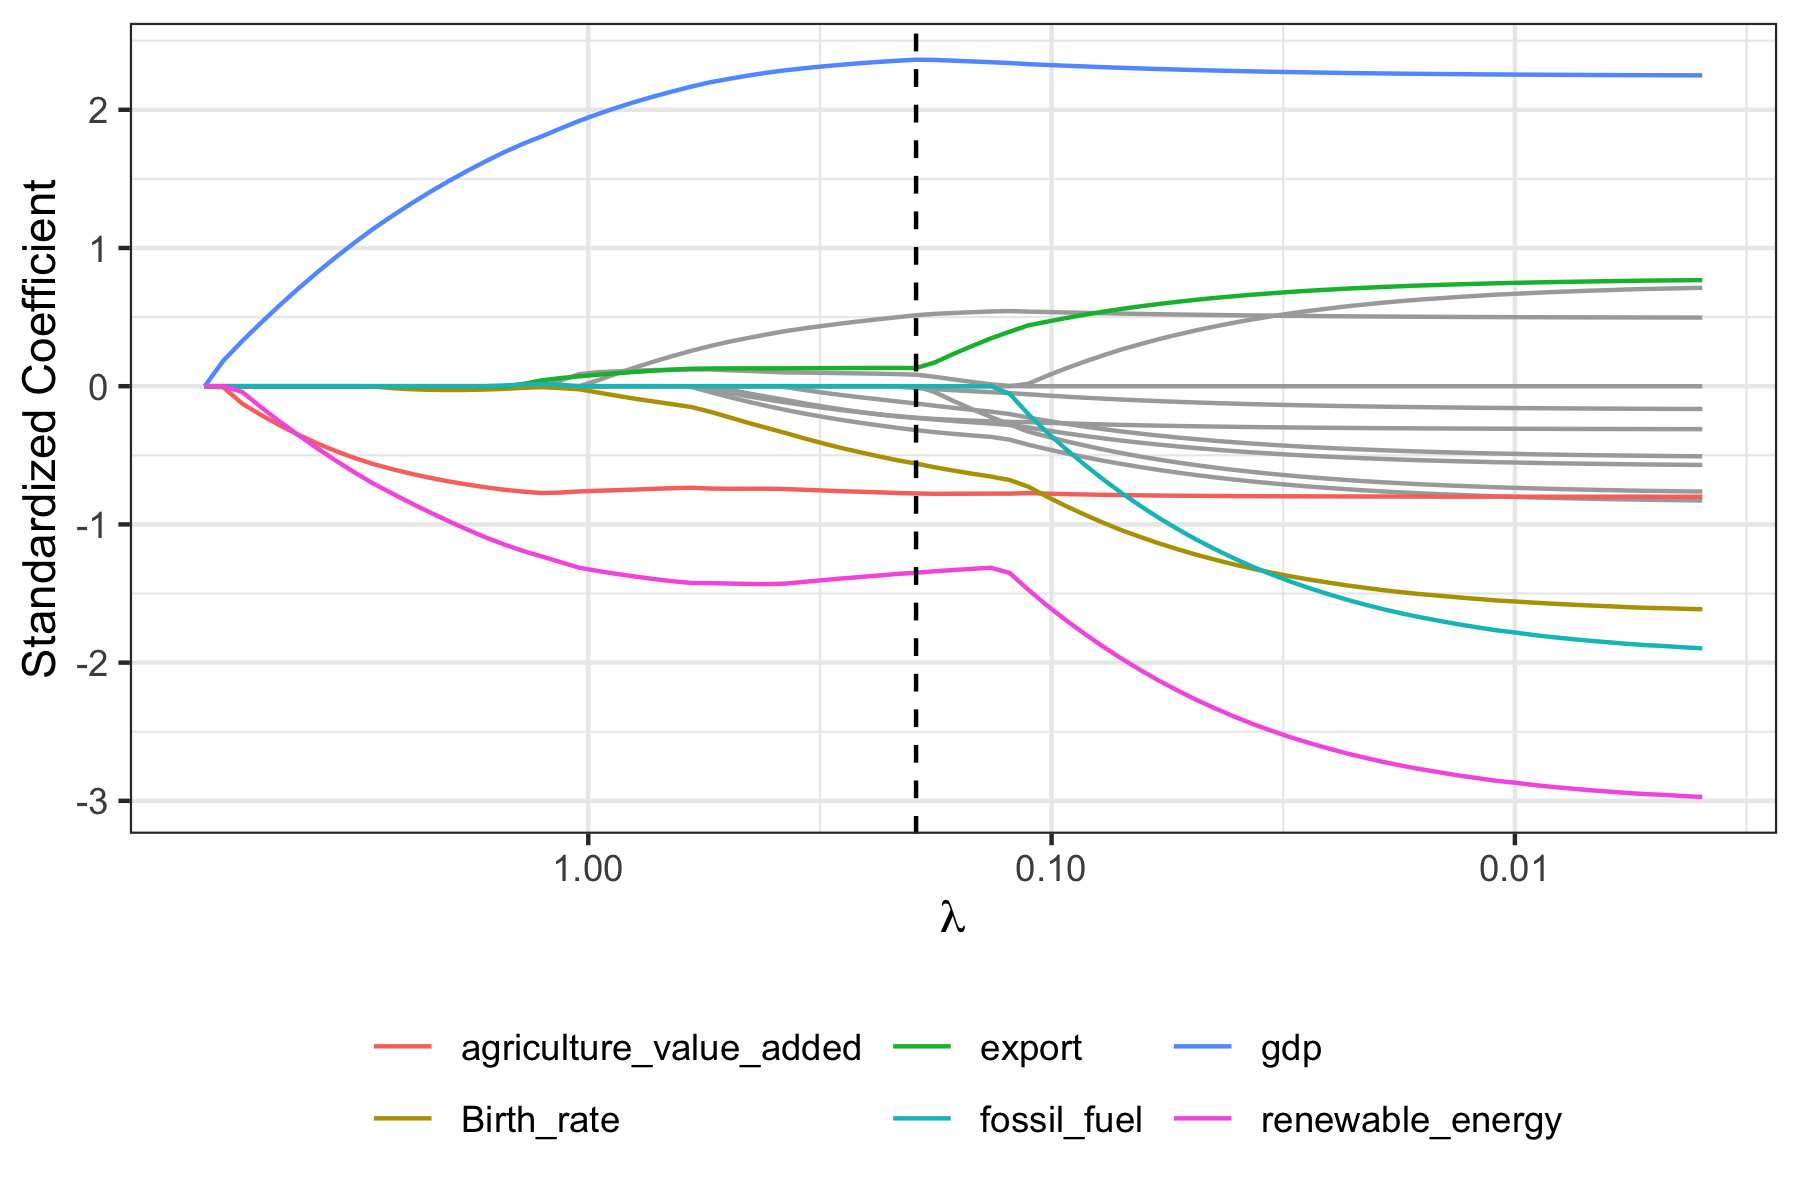 Standardized Coefficient
2
1
0
-1
-2
-3
1.00 0.10 0.01
λ
agriculture_value_added export gdp
Birth_rate fossil_fuel renewable_energy